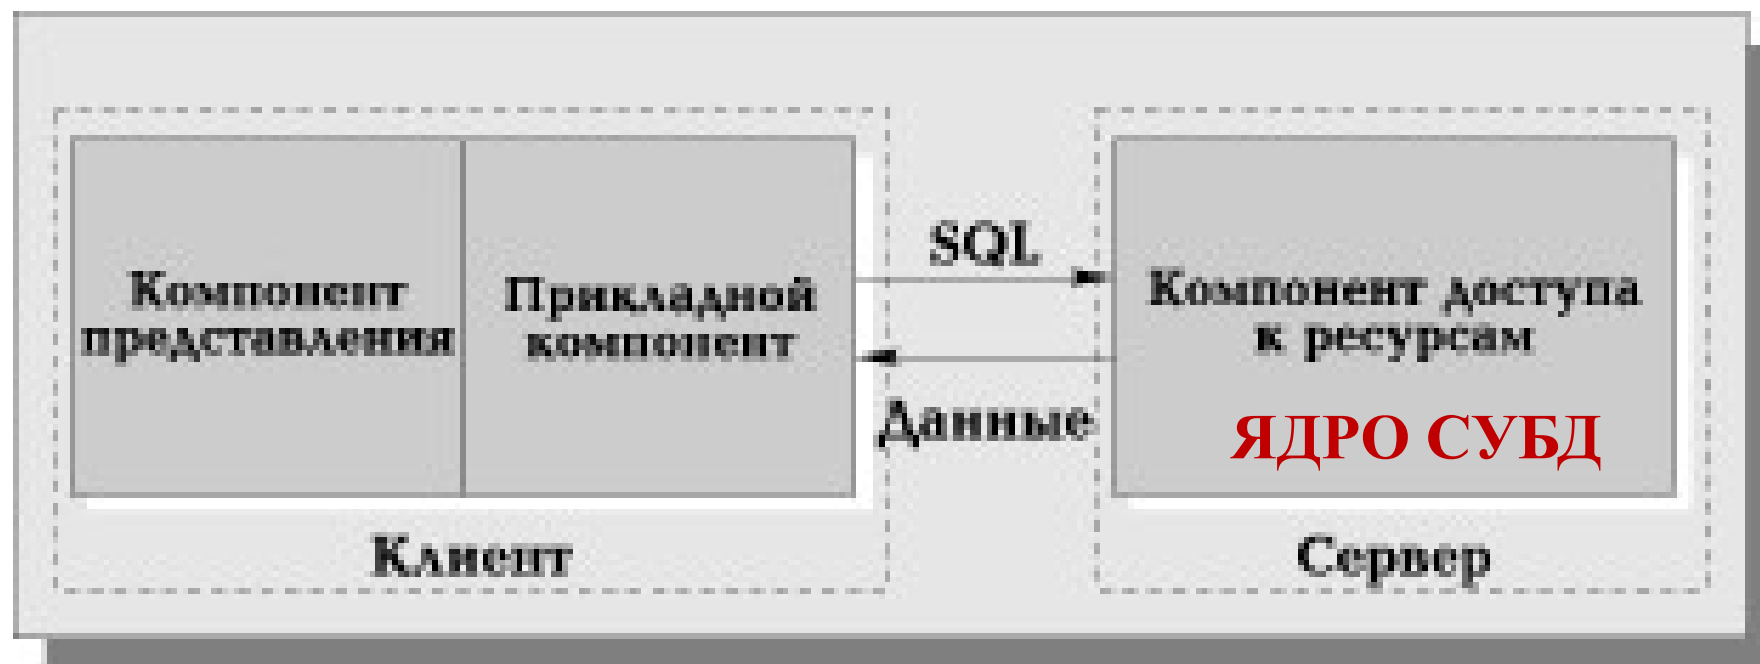 Компонент
представления
Прикладной
компонент
SQL
Данные
Компонент доступа
к ресурсам
ЯДРО СУБД
Клиент
Сервер